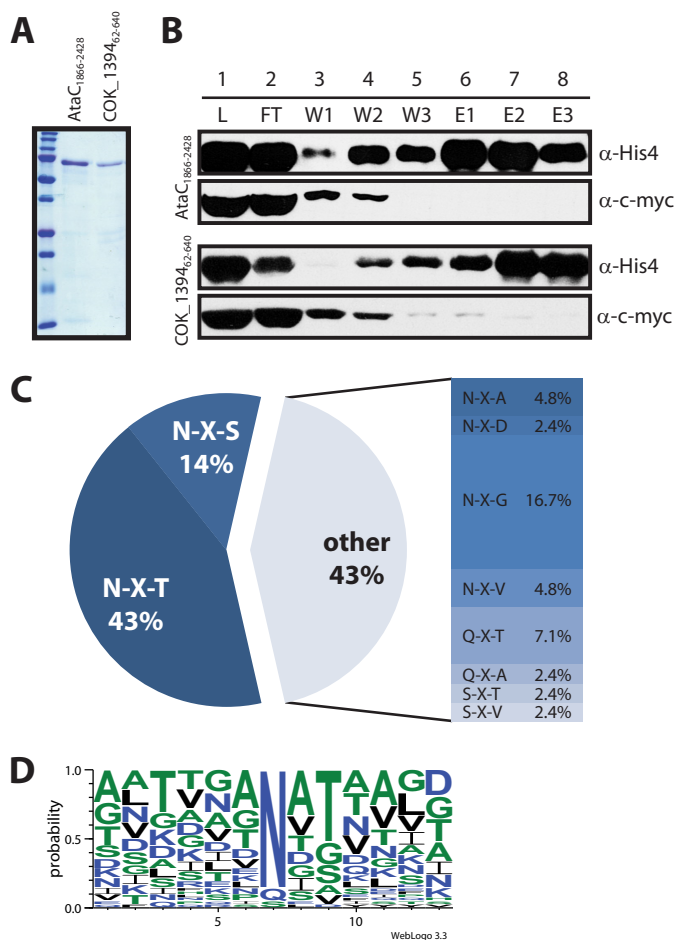 A
B
AtaC1866-2428
COK_139462-640
1 2 3 4 5 6 7 8
L FT W1 W2 W3 E1 E2 E3
AtaC1866-2428
α-His4
α-c-myc
COK_139462-640
α-His4
α-c-myc
C
N-X-S
14%
N-X-T
43%
other
43%
N-X-A 4.8%
N-X-D 2.4%
N-X-G 16.7%
N-X-V 4.8%
Q-X-T 7.1%
Q-X-A 2.4%
S-X-T 2.4%
S-X-V 2.4%
D
probability
1.0
0.5
0.0
5
10
WebLogo 3.3